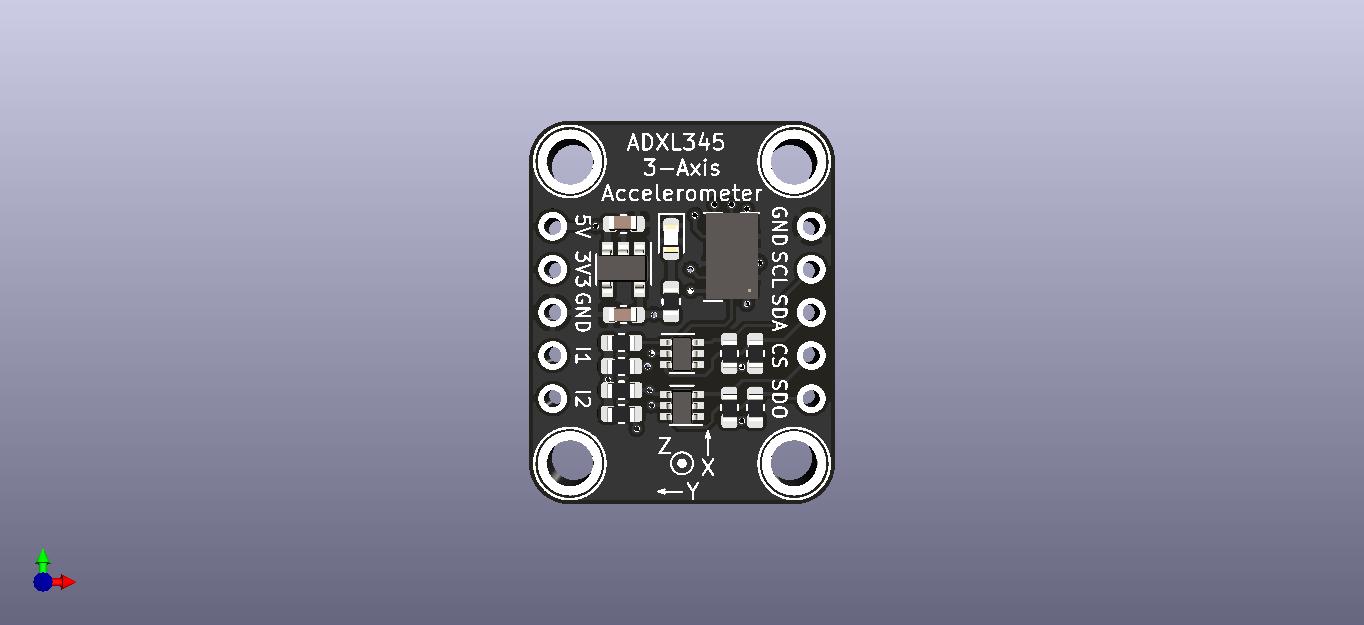 ADXL345
3-Axis
Accelerometer
5V
3V3
GND
I1
I2
GND
SCL
SDA
CS
SDO
Z
X
Y